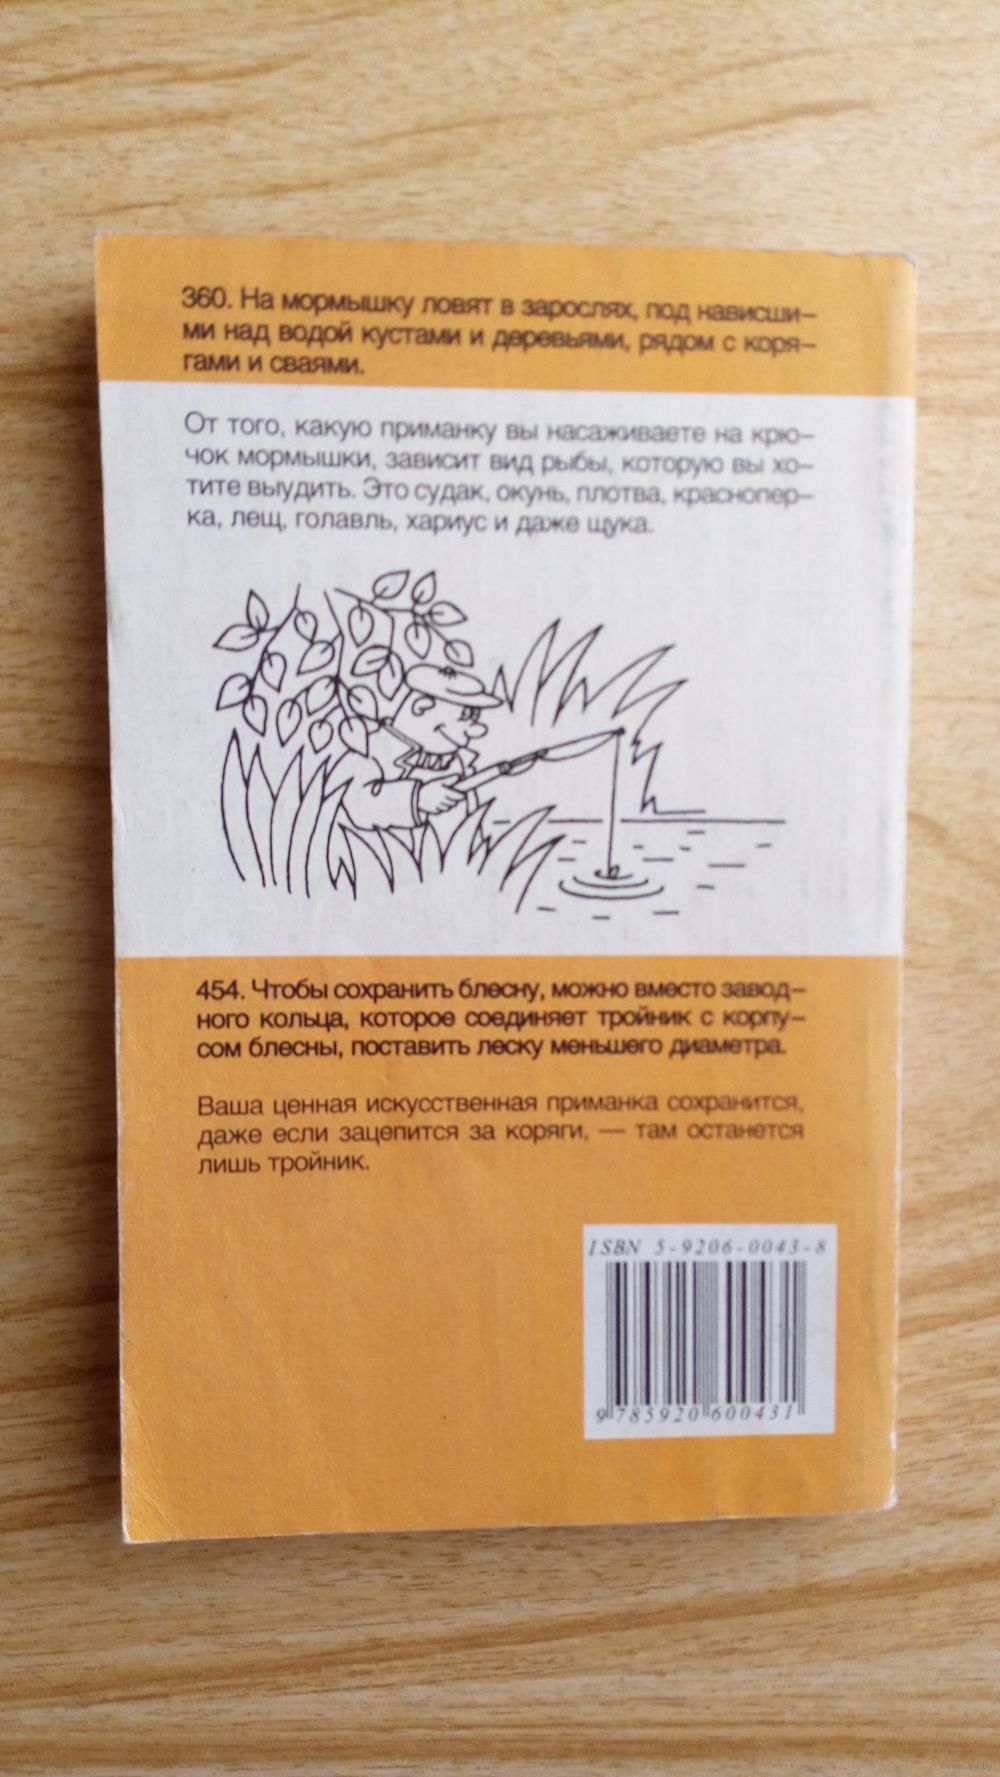 360. На мормышку ловят в зарослях, под нависши-
ми над водой кустами и деревьями, рядом с коря-
гами и сваями.
От того, какую приманку вы насаживаете на крю-
чок мормышки, зависит вид рыбы, которую вы хо-
тите выудить. Это судак, окунь, плотва, краснопер-
ка, лещ, голавль, хариус и даже щука.
454. Чтобы сохранить блесну, можно вместо завод-
ного кольца, которое соединяет тройник с корпу-
сом блесны, поставить леску меньшего диаметра.
Ваша ценная искусственная приманка сохранится,
даже если зацепится за коряги, — там останется
лишь тройник.
ISBN 5-9206-0043-8
9 785920 600431